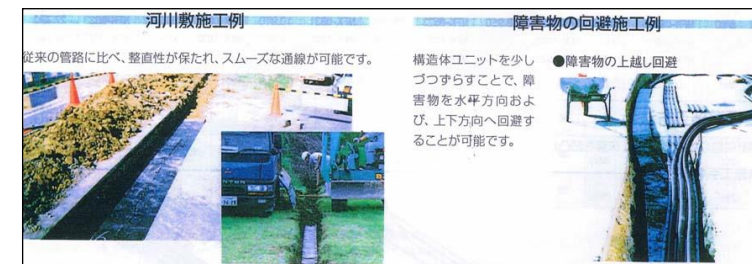 河川敷施工例
従来の管路に比べ、整直性が保たれ、スムーズな通線が可能です。
障害物の回避施工例
構造体ユニットを少し
づつずらすことで、障
害物を水平方向およ
び、上下方向へ回避す
ることが可能です。
●障害物の上越し回避